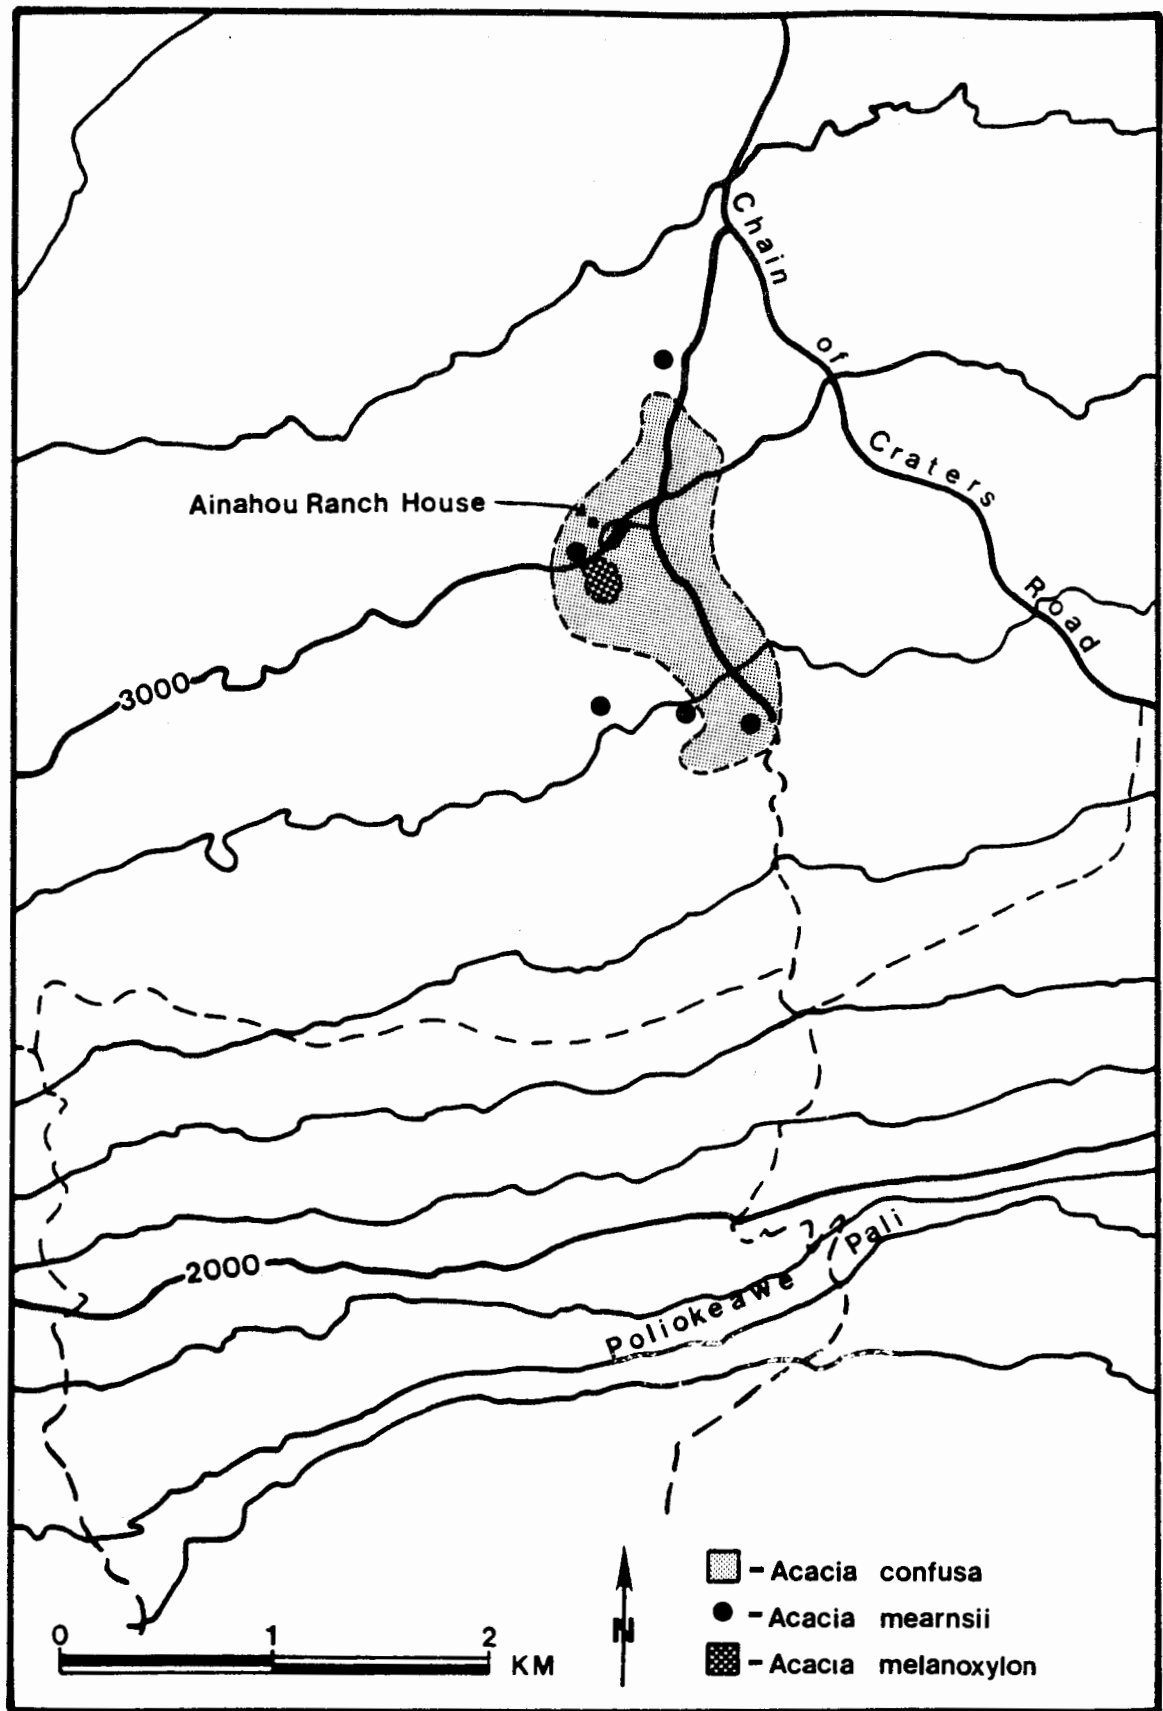 Chain
of
Craters
Ainahou Ranch House
Road
3000
2000
Pali
Poliokeawe
- Acacia confusa
N
- Acacia mearnsii
0 1 2
KM
- Acacia melanoxylon